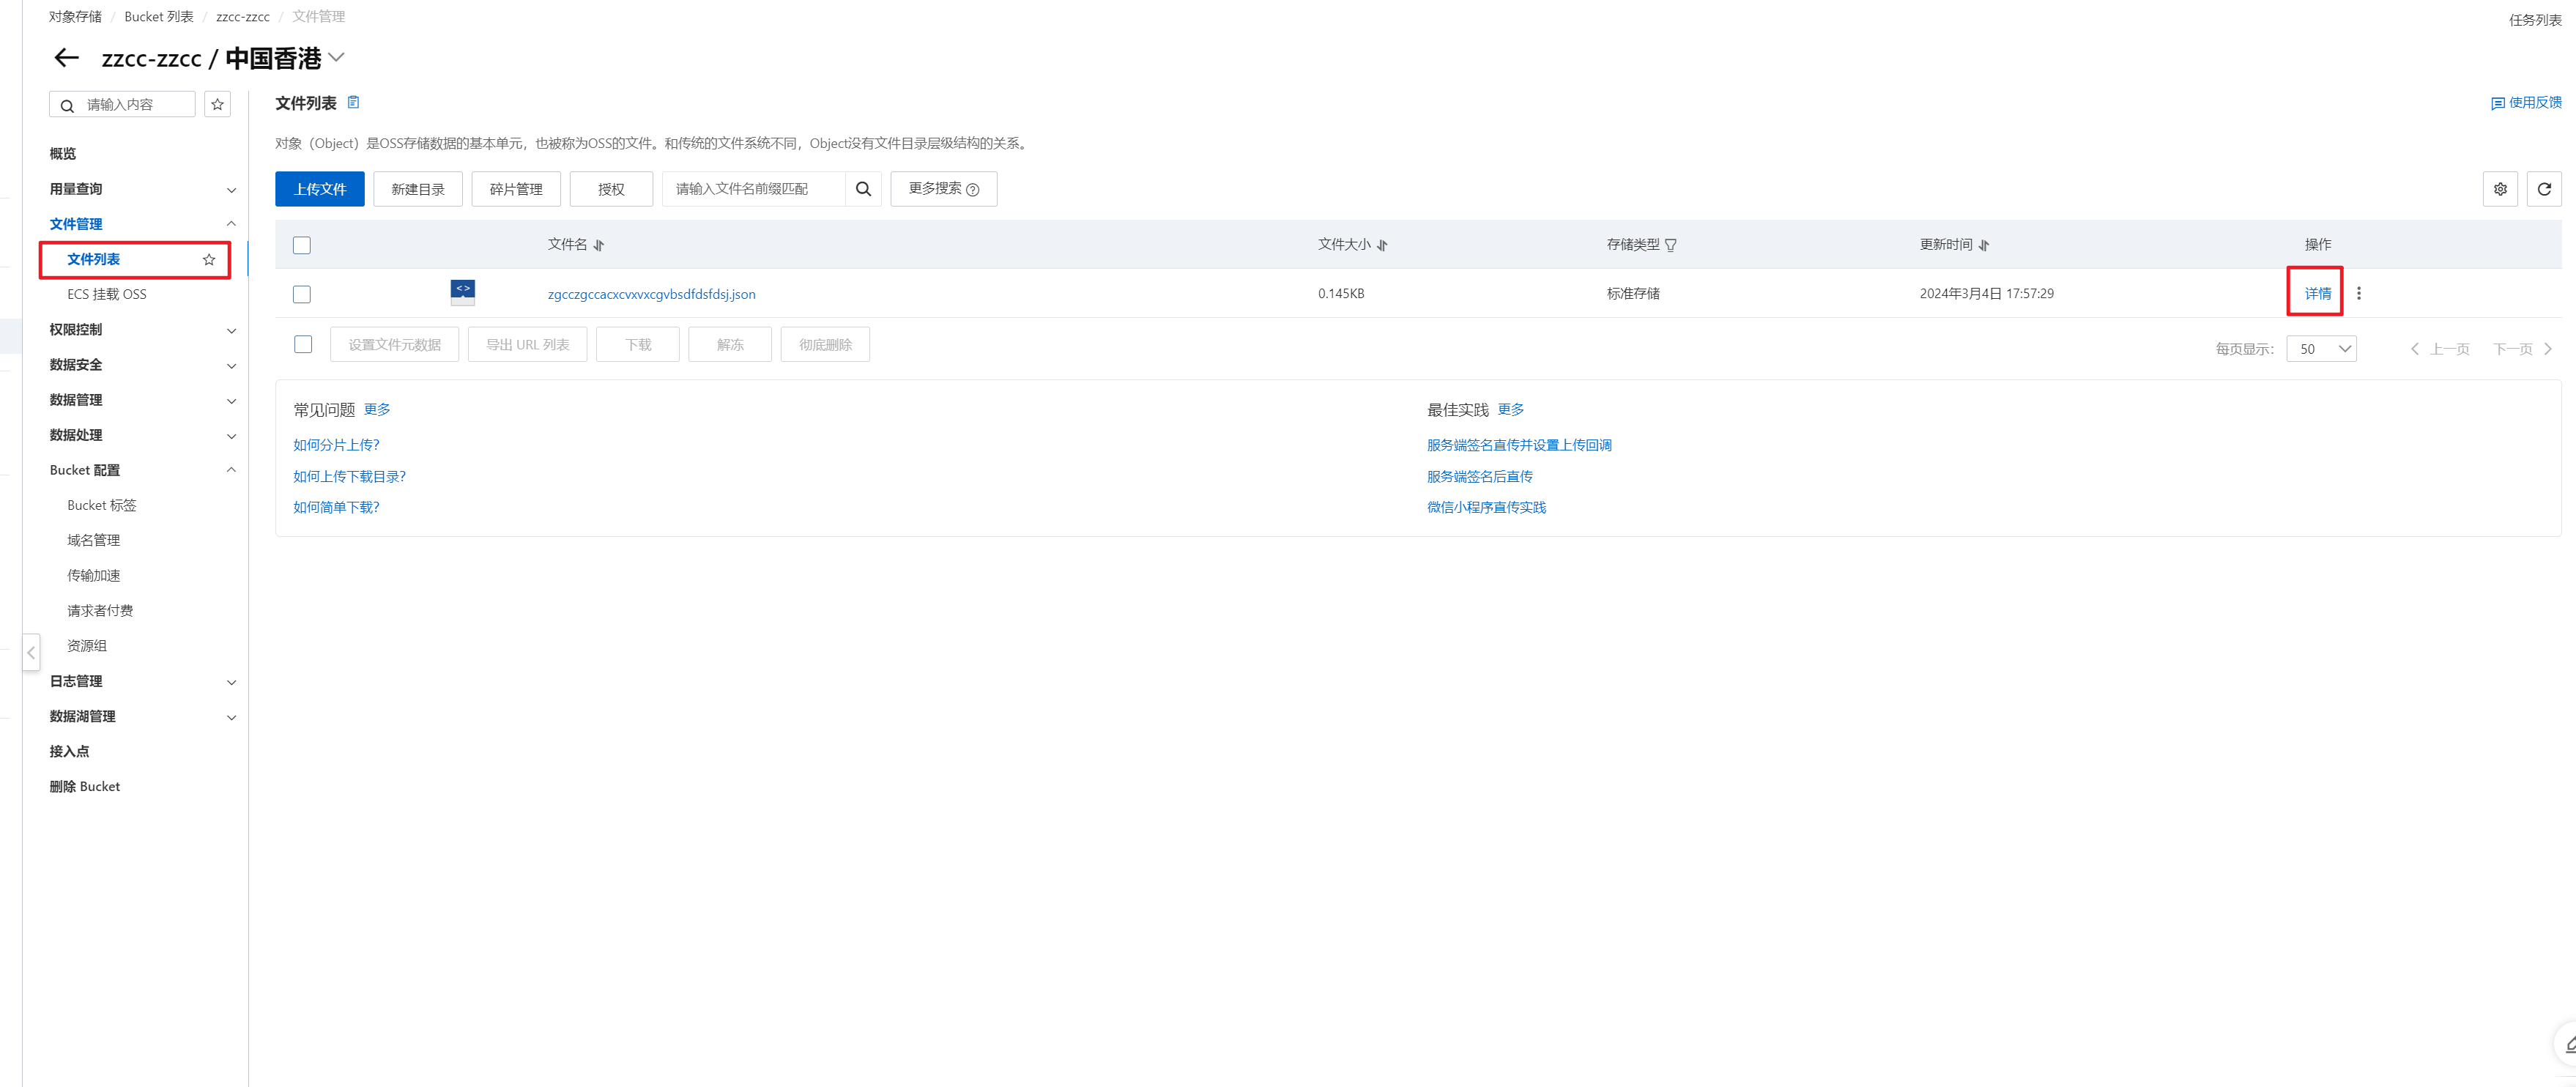 对象存储 / Bucket 列表 / zzcc-zzcc / 文件管理
任务列表
zzcc-zzcc / 中国香港
请输入内容
概览
用量查询
文件管理
文件列表
ECS 挂载 OSS
权限控制
数据安全
数据管理
数据处理
Bucket 配置
Bucket 标签
域名管理
传输加速
请求者付费
资源组
日志管理
数据湖管理
接入点
删除 Bucket
文件列表
使用反馈
对象（Object）是OSS存储数据的基本单元，也被称为OSS的文件。和传统的文件系统不同，Object没有文件目录层级结构的关系。
上传文件 新建目录 碎片管理 授权 请输入文件名前缀匹配 更多搜索
文件名 文件大小 存储类型 更新时间 操作
zgcczgccacxcvxvxcgvbsdfdsfdsj.json 0.145KB 标准存储 2024年3月4日 17:57:29 详情
设置文件元数据 导出 URL 列表 下载 解冻 彻底删除
每页显示： 50 上一页 下一页
常见问题 更多
如何分片上传？
如何上传下载目录？
如何简单下载？
最佳实践 更多
服务端签名直传并设置上传回调
服务端签名后直传
微信小程序直传实践